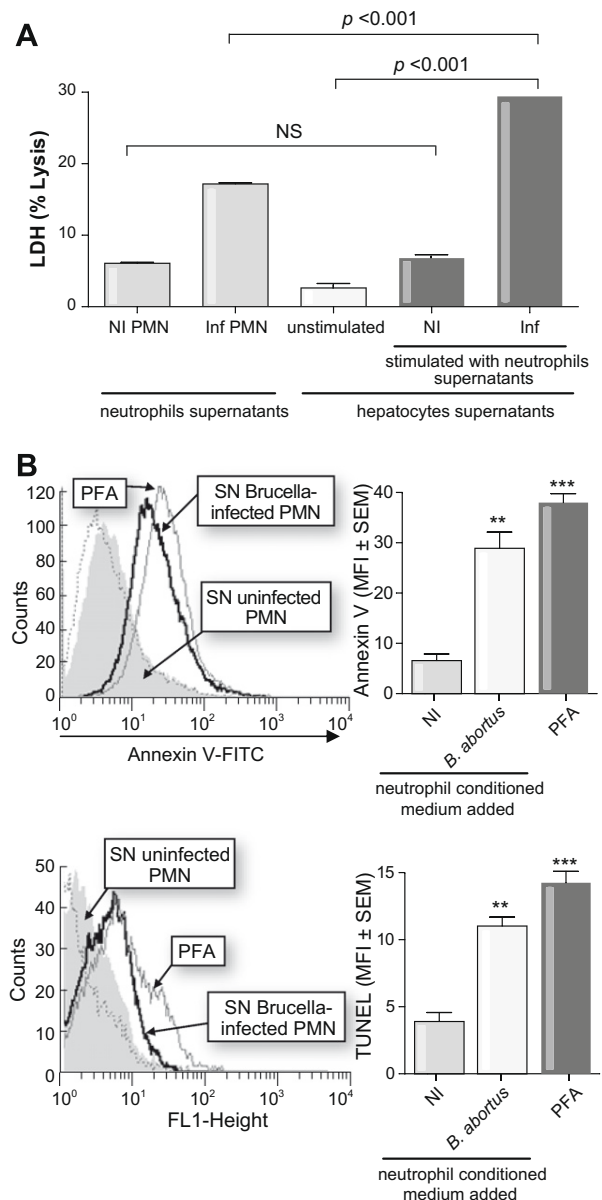 A
p <0.001
p <0.001
NS
LDH (% Lysis)
30
20
10
0
NI PMN
Inf PMN
unstimulated
NI
Inf
stimulated with neutrophils
supernatants
neutrophils supernatants
hepatocytes supernatants
B
PFA
SN Brucella-
infected PMN
SN uninfected
PMN
Counts
120
100
80
60
40
20
0
10⁰
10¹
10²
10³
10⁴
Annexin V-FITC
Annexin V (MFI ± SEM)
40
30
20
10
0
**
***
NI
B. abortus
PFA
neutrophil conditioned
medium added
SN uninfected
PMN
PFA
SN Brucella-
infected PMN
Counts
50
40
30
20
10
0
10⁰
10¹
10²
10³
10⁴
FL1-Height
TUNEL (MFI ± SEM)
15
10
5
0
**
***
NI
B. abortus
PFA
neutrophil conditioned
medium added